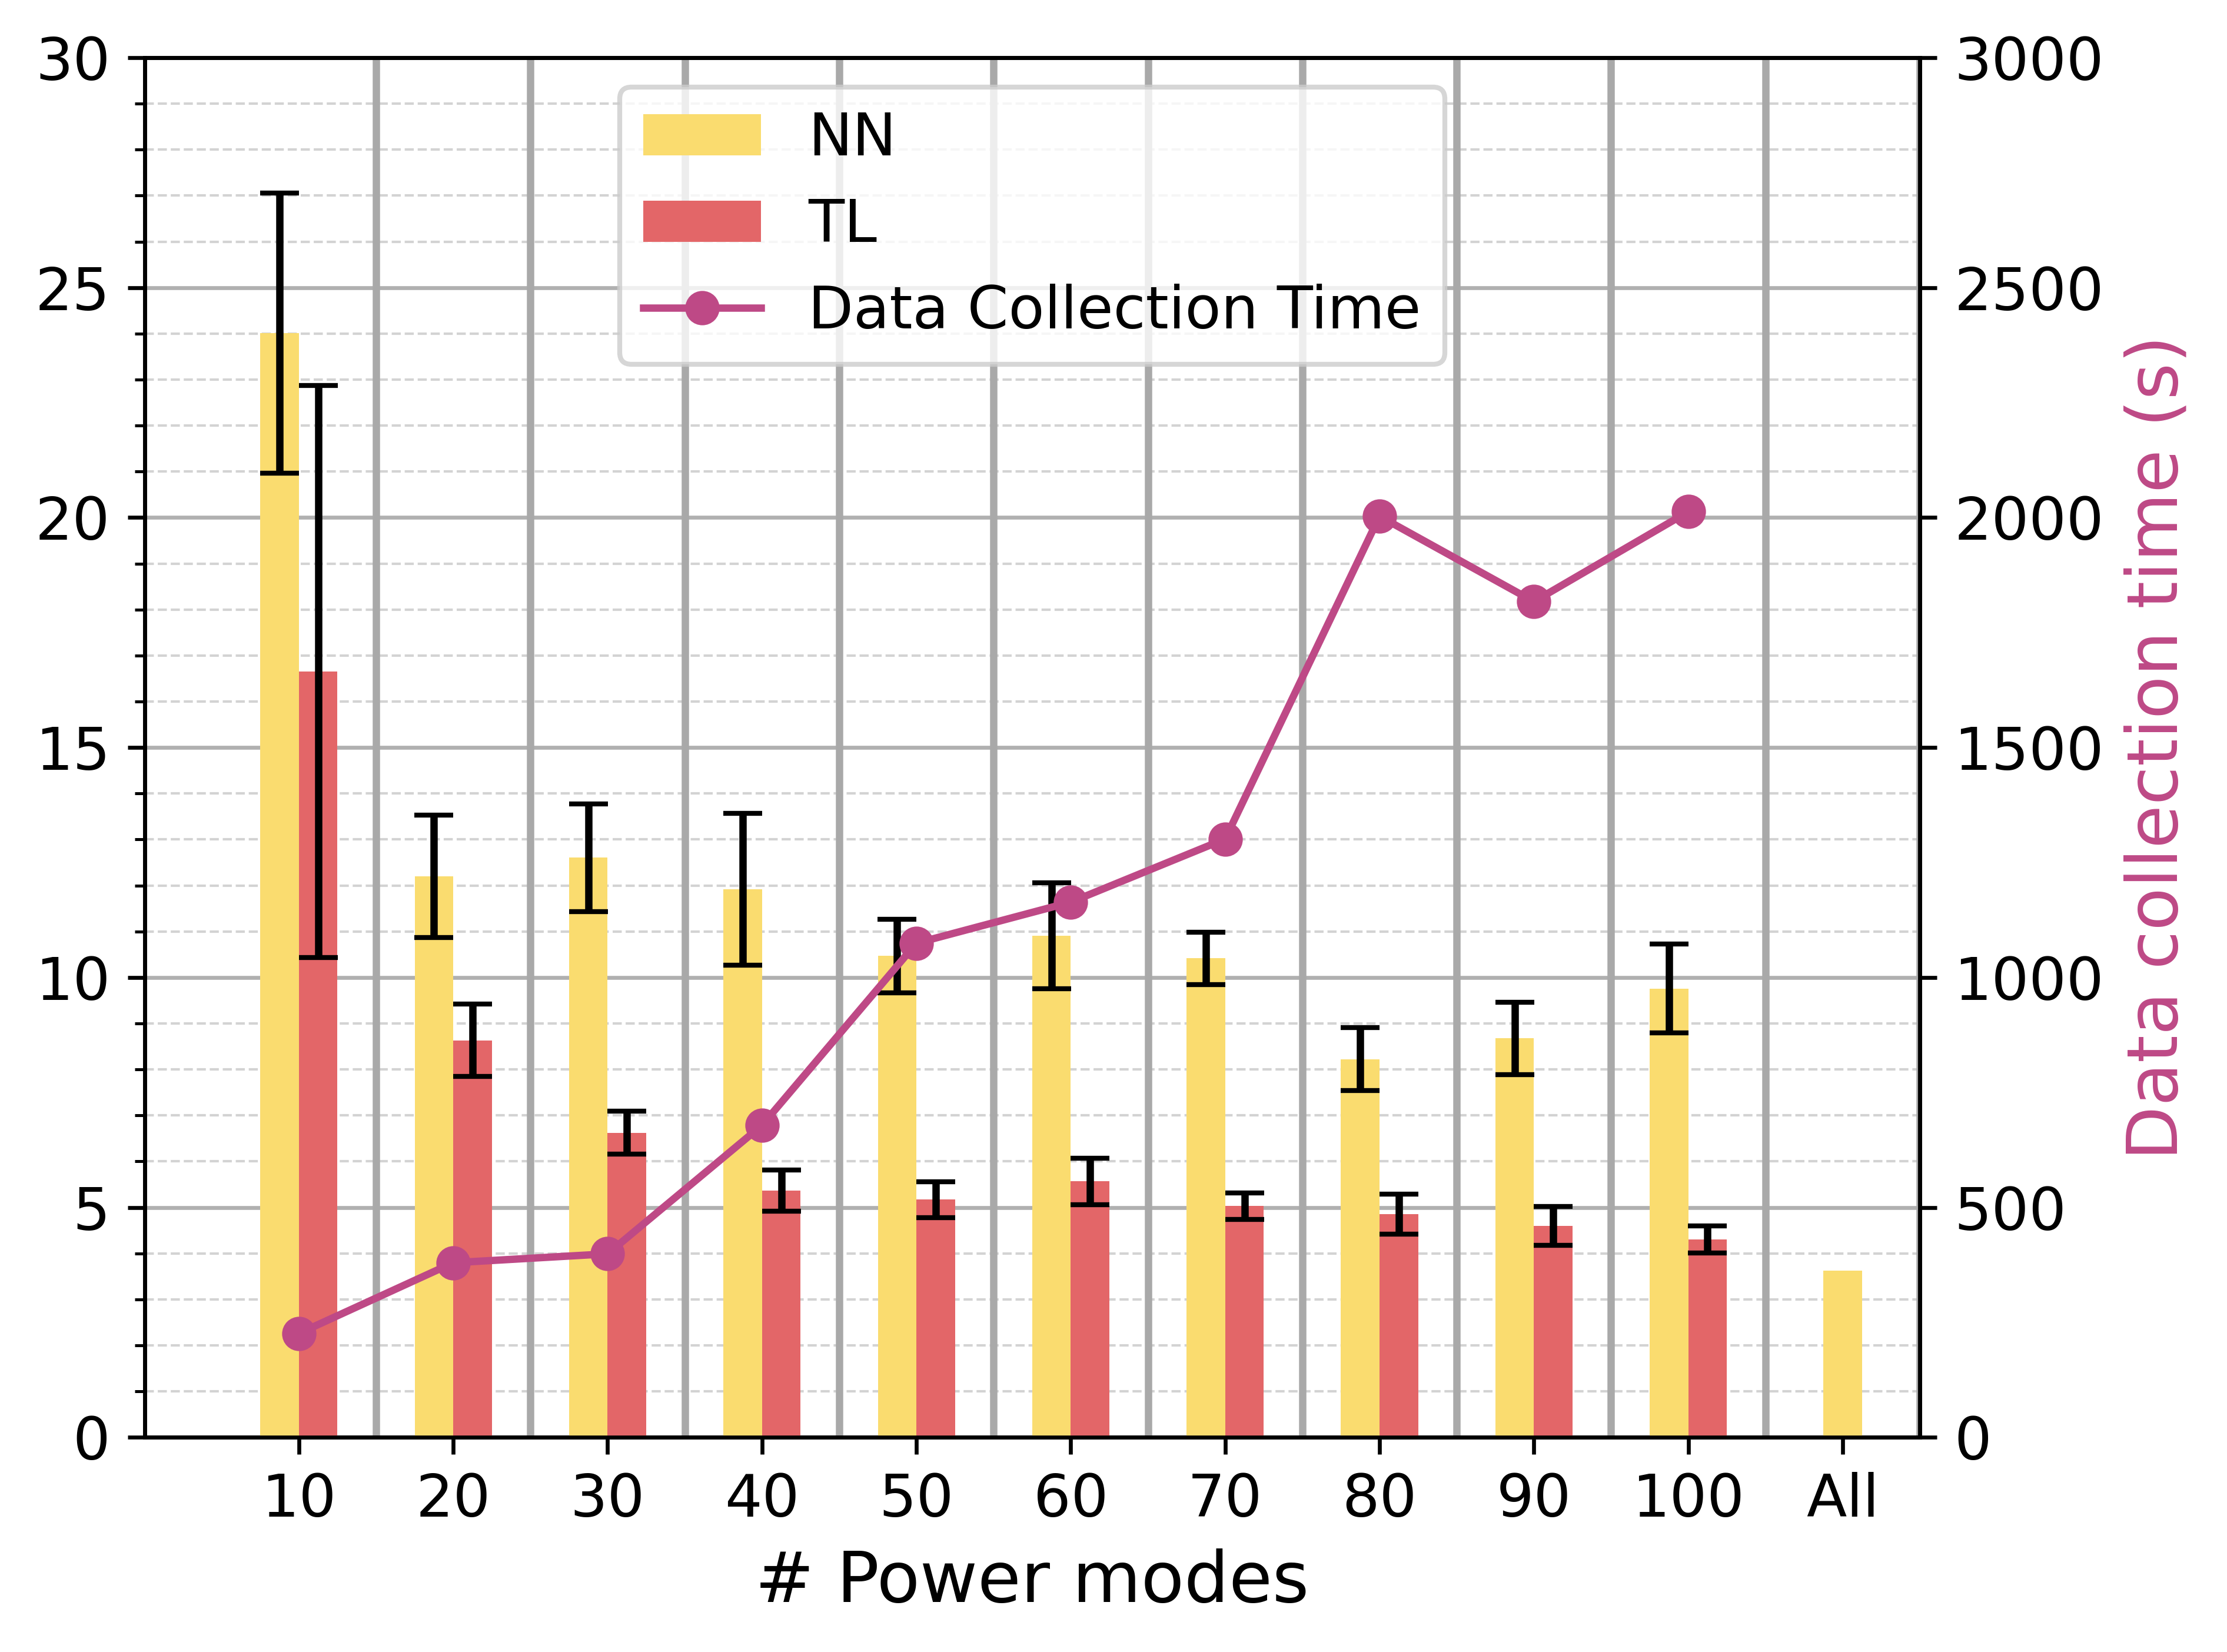 30
25
20
15
10
5
0
3000
2500
2000
1500
1000
500
0
NN
TL
Data Collection Time
10 20 30 40 50 60 70 80 90 100 All
# Power modes
Data collection time (s)